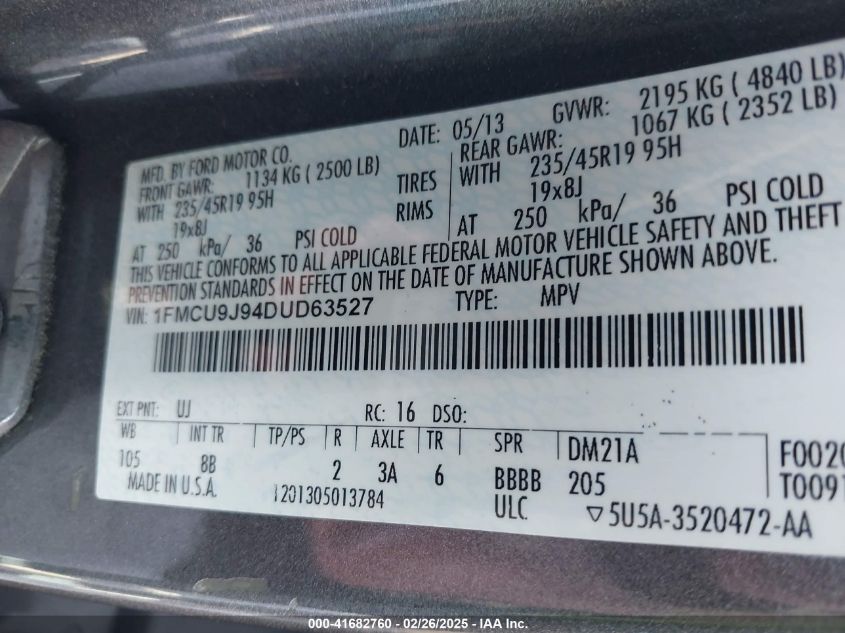 MFD. BY FORD MOTOR CO.
DATE: 05/13 GVWR: 2195 KG ( 4840 LB)
FRONT GAWR: 1134 KG ( 2500 LB) REAR GAWR: 1067 KG ( 2352 LB)
WITH 235/45R19 95H TIRES WITH 235/45R19 95H
19x8J RIMS 19x8J
AT 250 kPa/ 36 PSI COLD AT 250 kPa/ 36 PSI COLD
THIS VEHICLE CONFORMS TO ALL APPLICABLE FEDERAL MOTOR VEHICLE SAFETY AND THEFT
PREVENTION STANDARDS IN EFFECT ON THE DATE OF MANUFACTURE SHOWN ABOVE.
VIN: 1FMCU9J94DUD63527 TYPE: MPV
EXT PNT: UJ RC: 16 DSO:
WB INT TR TP/PS R AXLE TR SPR DM21A F002
105 8B 2 3A 6 BBBB 205 T0091
MADE IN U.S.A. 1201305013784 ULC ▽5U5A-3520472-AA
000-41682760 - 02/26/2025 - IAA Inc.